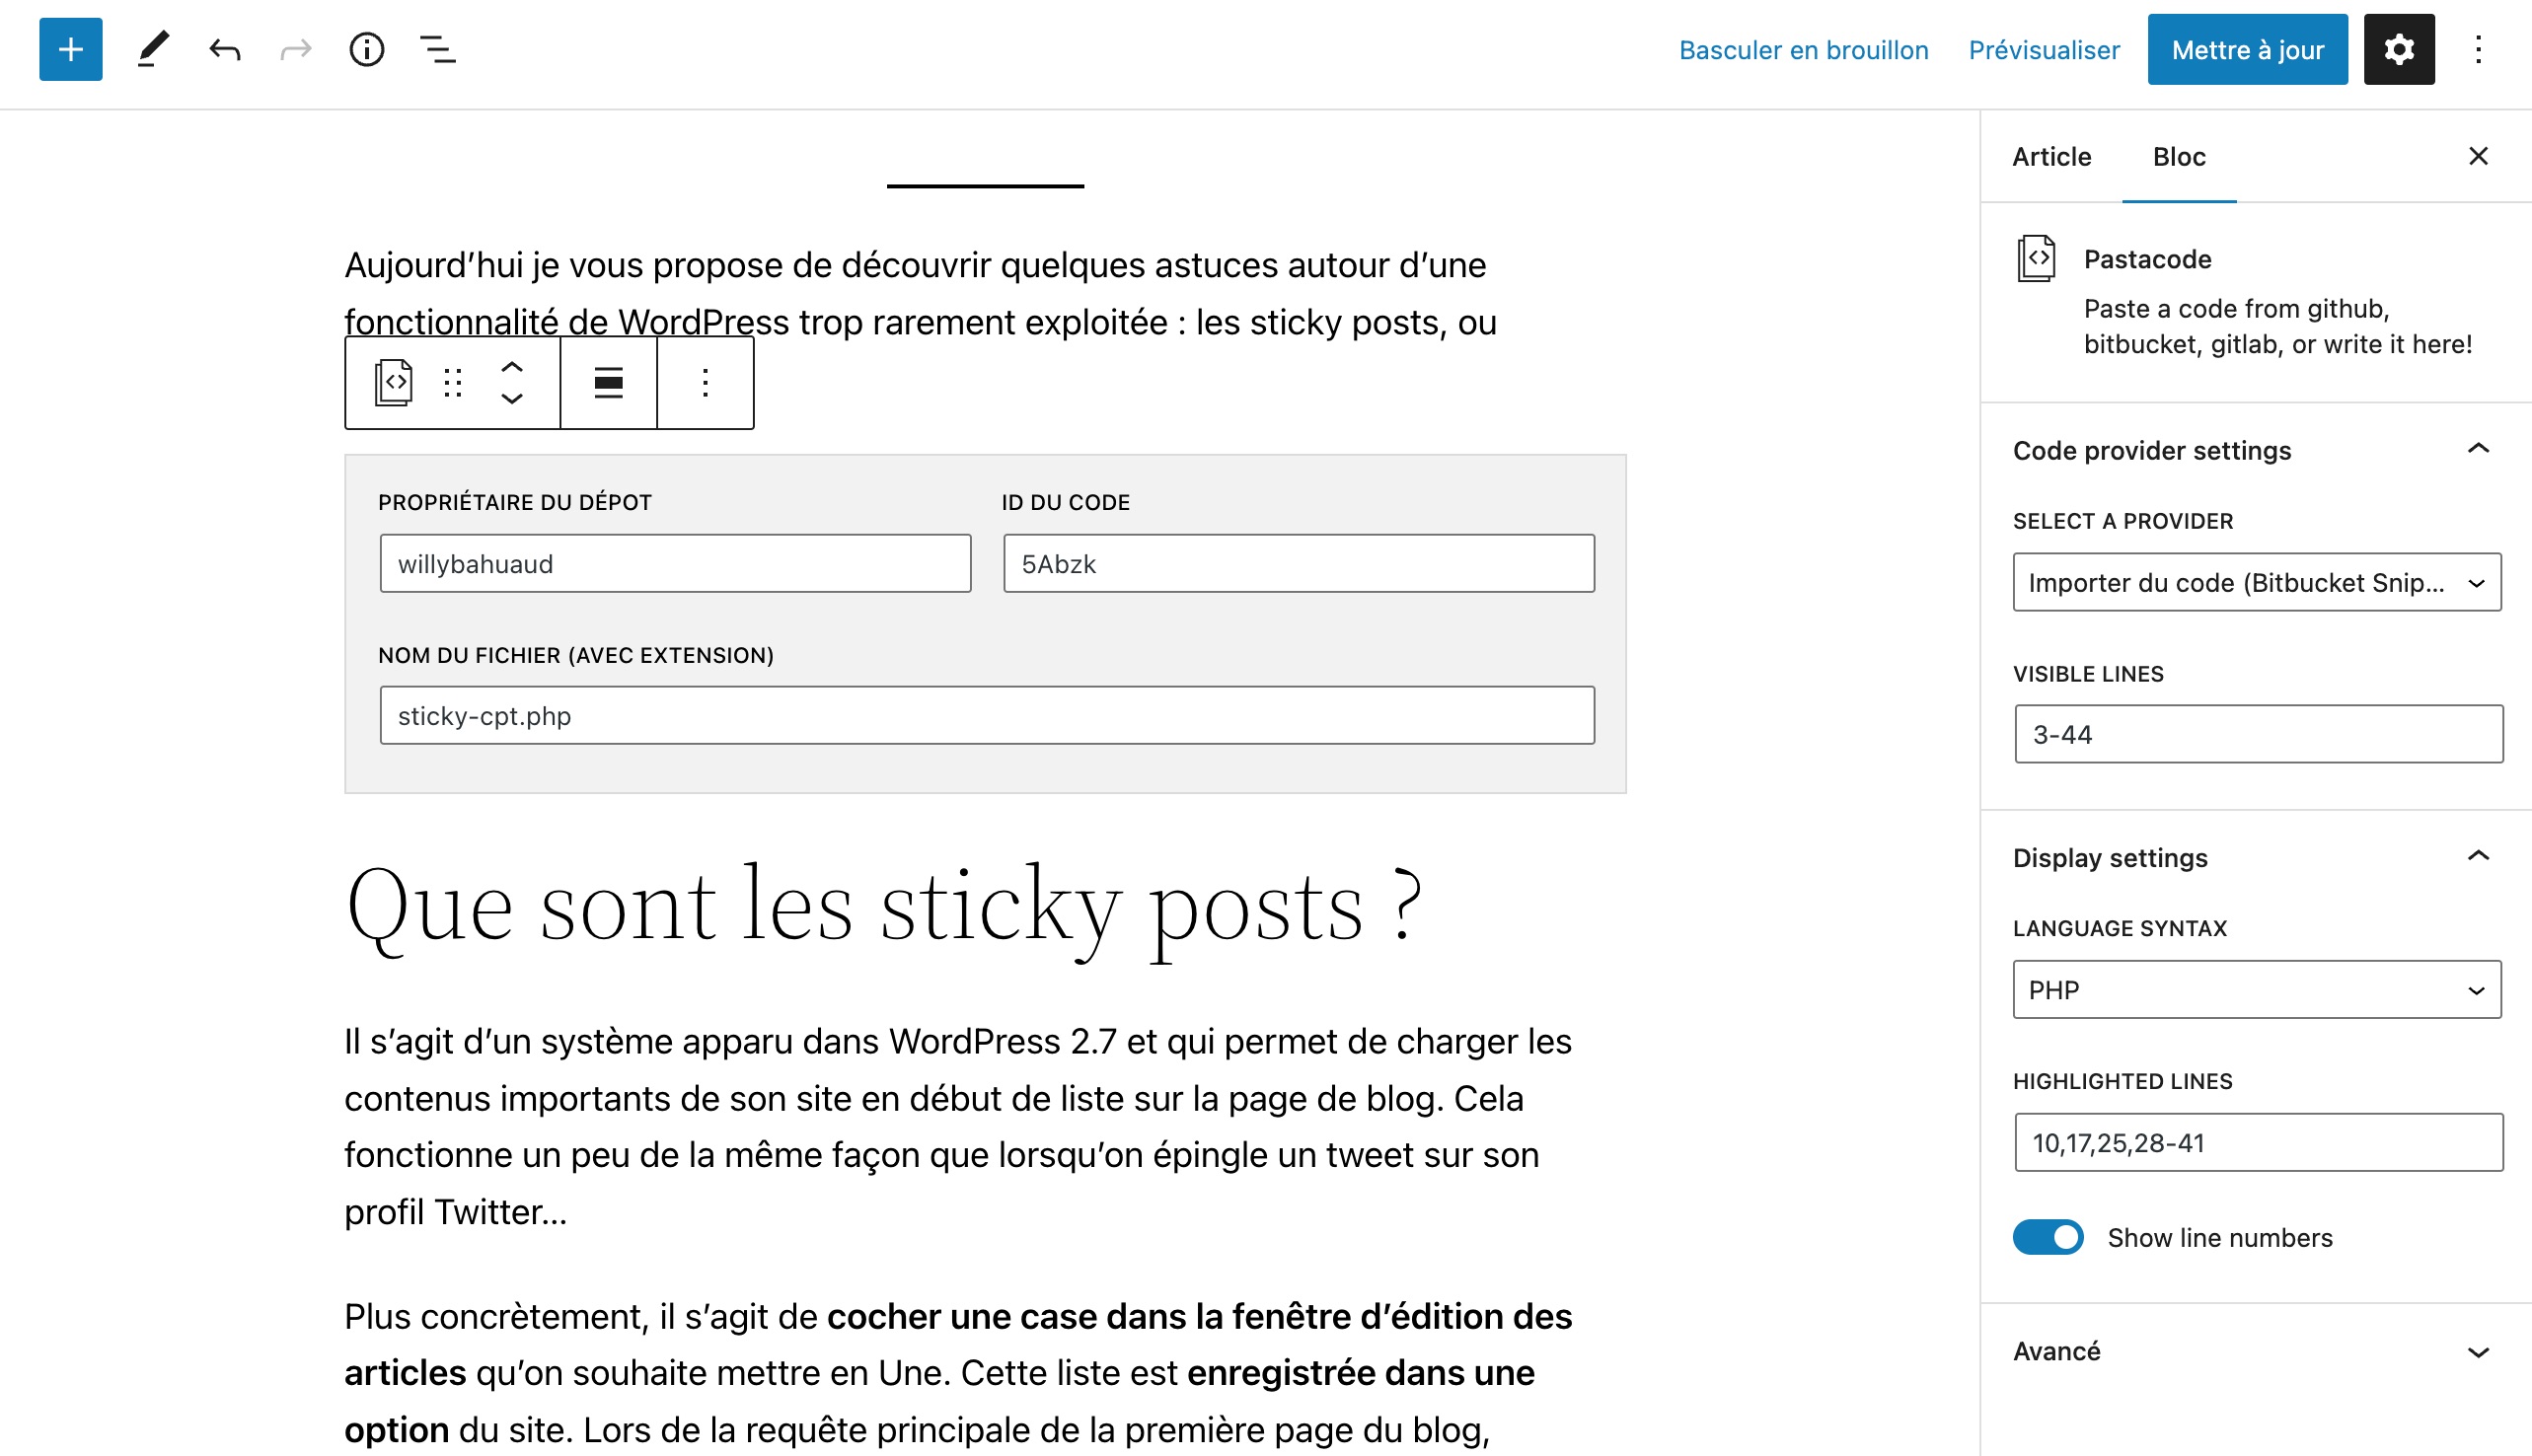 Basculer en brouillon
Prévisualiser
Mettre à jour
Aujourd’hui je vous propose de découvrir quelques astuces autour d’une
fonctionnalité de WordPress trop rarement exploitée : les sticky posts, ou
PROPRIÉTAIRE DU DÉPOT
ID DU CODE
willybahuaud
5Abzk
NOM DU FICHIER (AVEC EXTENSION)
sticky-cpt.php
Que sont les sticky posts ?
Il s’agit d’un système apparu dans WordPress 2.7 et qui permet de charger les
contenus importants de son site en début de liste sur la page de blog. Cela
fonctionne un peu de la même façon que lorsqu’on épingle un tweet sur son
profil Twitter…
Plus concrètement, il s’agit de cocher une case dans la fenêtre d’édition des
articles qu’on souhaite mettre en Une. Cette liste est enregistrée dans une
option du site. Lors de la requête principale de la première page du blog,
Article
Bloc
Pastacode
Paste a code from github,
bitbucket, gitlab, or write it here!
Code provider settings
SELECT A PROVIDER
Importer du code (Bitbucket Snip...
VISIBLE LINES
3-44
Display settings
LANGUAGE SYNTAX
PHP
HIGHLIGHTED LINES
10,17,25,28-41
Show line numbers
Avancé